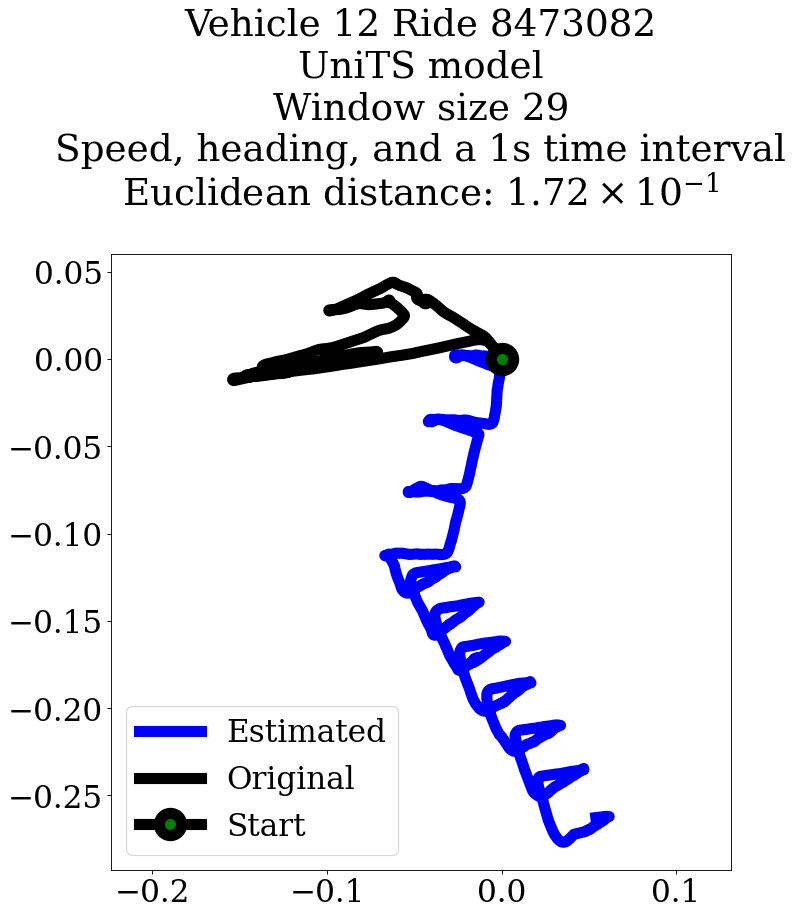 Vehicle 12 Ride 8473082
UniTS model
Window size 29
Speed, heading, and a 1s time interval
Euclidean distance: 1.72 × 10⁻¹
0.05
0.00
−0.05
−0.10
−0.15
−0.20
−0.25
Estimated
Original
Start
−0.2 −0.1 0.0 0.1